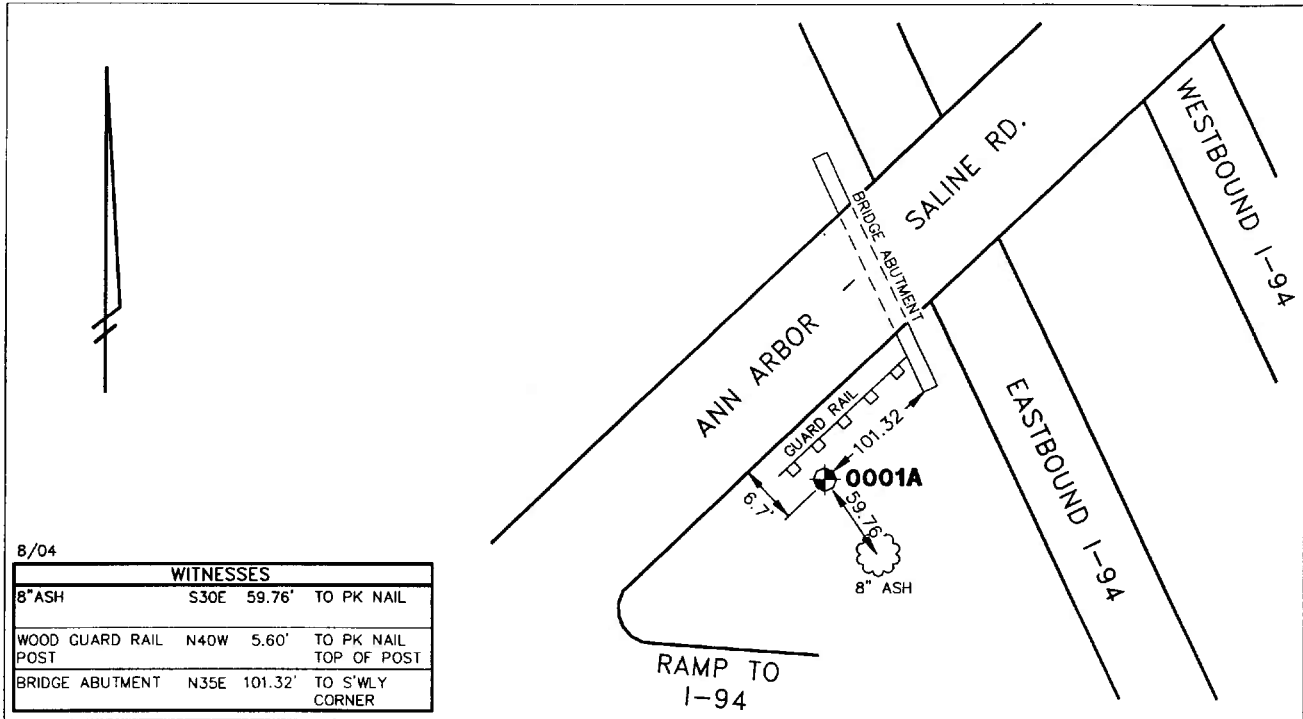 WESTBOUND I-94
SALINE RD.
BRIDGE ABUTMENT
ANN ARBOR
EASTBOUND I-94
GUARD RAIL
101.32
0001A
6.7'
59.76
8" ASH
RAMP TO
I-94
8/04
WITNESSES
8"ASH S30E 59.76' TO PK NAIL
WOOD GUARD RAIL N40W 5.60' TO PK NAIL
POST TOP OF POST
BRIDGE ABUTMENT N35E 101.32' TO S'WLY
CORNER